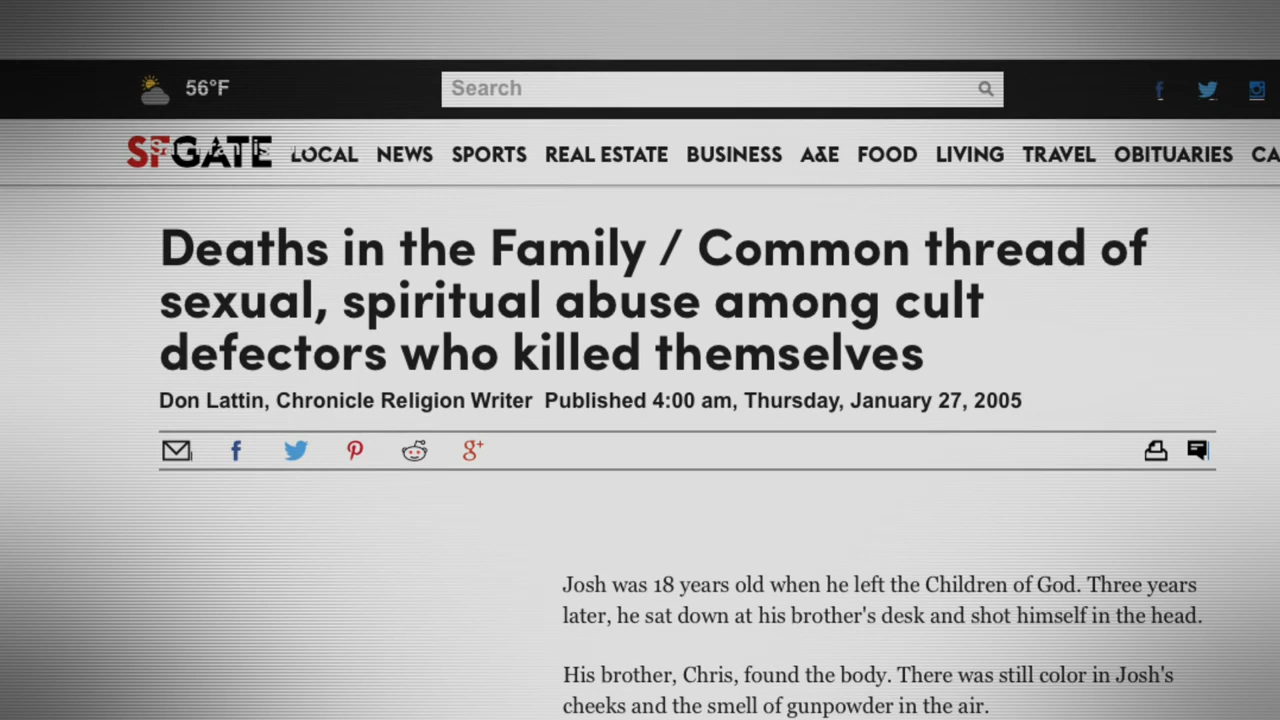 56°F
Search
SFGATE LOCAL NEWS SPORTS REAL ESTATE BUSINESS A&E FOOD LIVING TRAVEL OBITUARIES CA
Deaths in the Family / Common thread of
sexual, spiritual abuse among cult
defectors who killed themselves
Don Lattin, Chronicle Religion Writer Published 4:00 am, Thursday, January 27, 2005
Josh was 18 years old when he left the Children of God. Three years
later, he sat down at his brother's desk and shot himself in the head.
His brother, Chris, found the body. There was still color in Josh's
cheeks and the smell of gunpowder in the air.